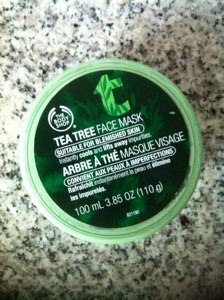 THE BODY SHOP
TEA TREE FACE MASK
SUITABLE FOR BLEMISHED SKIN
Instantly cools and lifts away impurities.
ARBRE À THÉ MASQUE VISAGE
CONVIENT AUX PEAUX À IMPERFECTIONS
Rafraîchit instantanément la peau et élimine
les impuretés.
100 mL 3.85 OZ (110 g)